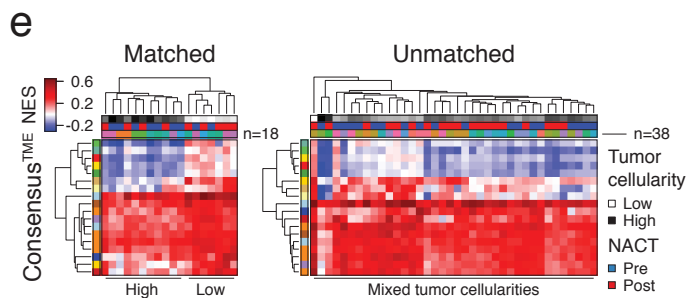 e
Matched
Unmatched
0.6
0.2
-0.2
Consensus^TME NES
n=18
n=38
Tumor
cellularity
Low
High
NACT
Pre
Post
High
Low
Mixed tumor cellularities